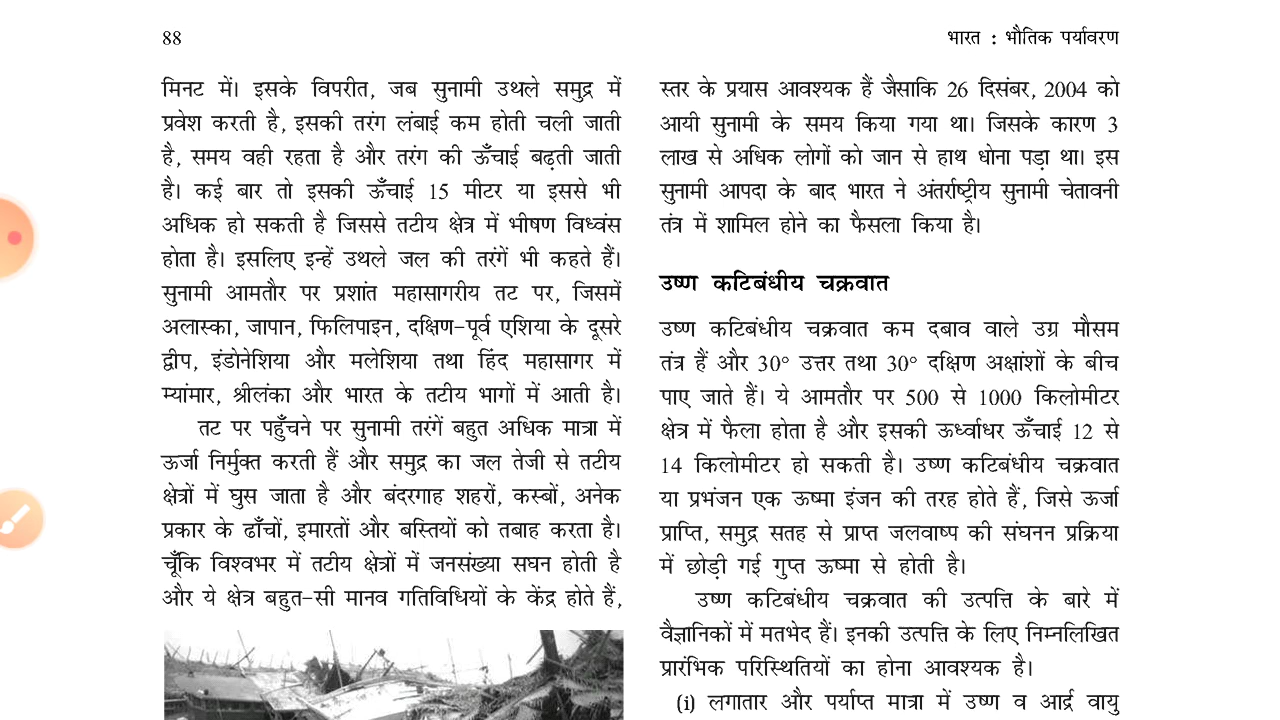 88
भारत : भौतिक पर्यावरण
मिनट में। इसके विपरीत, जब सुनामी उथले समुद्र में
प्रवेश करती है, इसकी तरंग लंबाई कम होती चली जाती
है, समय वही रहता है और तरंग की ऊँचाई बढ़ती जाती
है। कई बार तो इसकी ऊँचाई 15 मीटर या इससे भी
अधिक हो सकती है जिससे तटीय क्षेत्र में भीषण विध्वंस
होता है। इसलिए इन्हें उथले जल की तरंगें भी कहते हैं।
सुनामी आमतौर पर प्रशांत महासागरीय तट पर, जिसमें
अलास्का, जापान, फिलिपाइन, दक्षिण-पूर्व एशिया के दूसरे
द्वीप, इंडोनेशिया और मलेशिया तथा हिंद महासागर में
म्यांमार, श्रीलंका और भारत के तटीय भागों में आती है।
तट पर पहुँचने पर सुनामी तरंगें बहुत अधिक मात्रा में
ऊर्जा निर्मुक्त करती हैं और समुद्र का जल तेजी से तटीय
क्षेत्रों में घुस जाता है और बंदरगाह शहरों, कस्बों, अनेक
प्रकार के ढाँचों, इमारतों और बस्तियों को तबाह करता है।
चूँकि विश्वभर में तटीय क्षेत्रों में जनसंख्या सघन होती है
और ये क्षेत्र बहुत-सी मानव गतिविधियों के केंद्र होते हैं,
स्तर के प्रयास आवश्यक हैं जैसाकि 26 दिसंबर, 2004 को
आयी सुनामी के समय किया गया था। जिसके कारण 3
लाख से अधिक लोगों को जान से हाथ धोना पड़ा था। इस
सुनामी आपदा के बाद भारत ने अंतर्राष्ट्रीय सुनामी चेतावनी
तंत्र में शामिल होने का फैसला किया है।
उष्ण कटिबंधीय चक्रवात
उष्ण कटिबंधीय चक्रवात कम दबाव वाले उग्र मौसम
तंत्र हैं और 30° उत्तर तथा 30° दक्षिण अक्षांशों के बीच
पाए जाते हैं। ये आमतौर पर 500 से 1000 किलोमीटर
क्षेत्र में फैला होता है और इसकी ऊर्ध्वाधर ऊँचाई 12 से
14 किलोमीटर हो सकती है। उष्ण कटिबंधीय चक्रवात
या प्रभंजन एक ऊष्मा इंजन की तरह होते हैं, जिसे ऊर्जा
प्राप्ति, समुद्र सतह से प्राप्त जलवाष्प की संघनन प्रक्रिया
में छोड़ी गई गुप्त ऊष्मा से होती है।
उष्ण कटिबंधीय चक्रवात की उत्पत्ति के बारे में
वैज्ञानिकों में मतभेद हैं। इनकी उत्पत्ति के लिए निम्नलिखित
प्रारंभिक परिस्थितियों का होना आवश्यक है।
(i) लगातार और पर्याप्त मात्रा में उष्ण व आर्द्र वायु